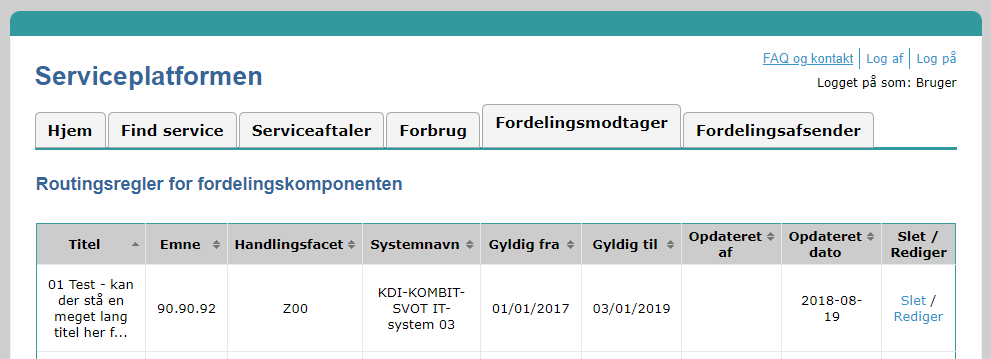 FAQ og kontakt Log af Log på
Serviceplatformen
Logget på som: Bruger
Hjem Find service Serviceaftaler Forbrug Fordelingsmodtager Fordelingsafsender
Routingsregler for fordelingskomponenten
Titel Emne Handlingsfacet Systemnavn Gyldig fra Gyldig til Opdateret af Opdateret dato Slet / Rediger
01 Test - kan
der stå en
meget lang
titel her f...
90.90.92
Z00
KDI-KOMBIT-
SVOT IT-
system 03
01/01/2017
03/01/2019
2018-08-
19
Slet /
Rediger